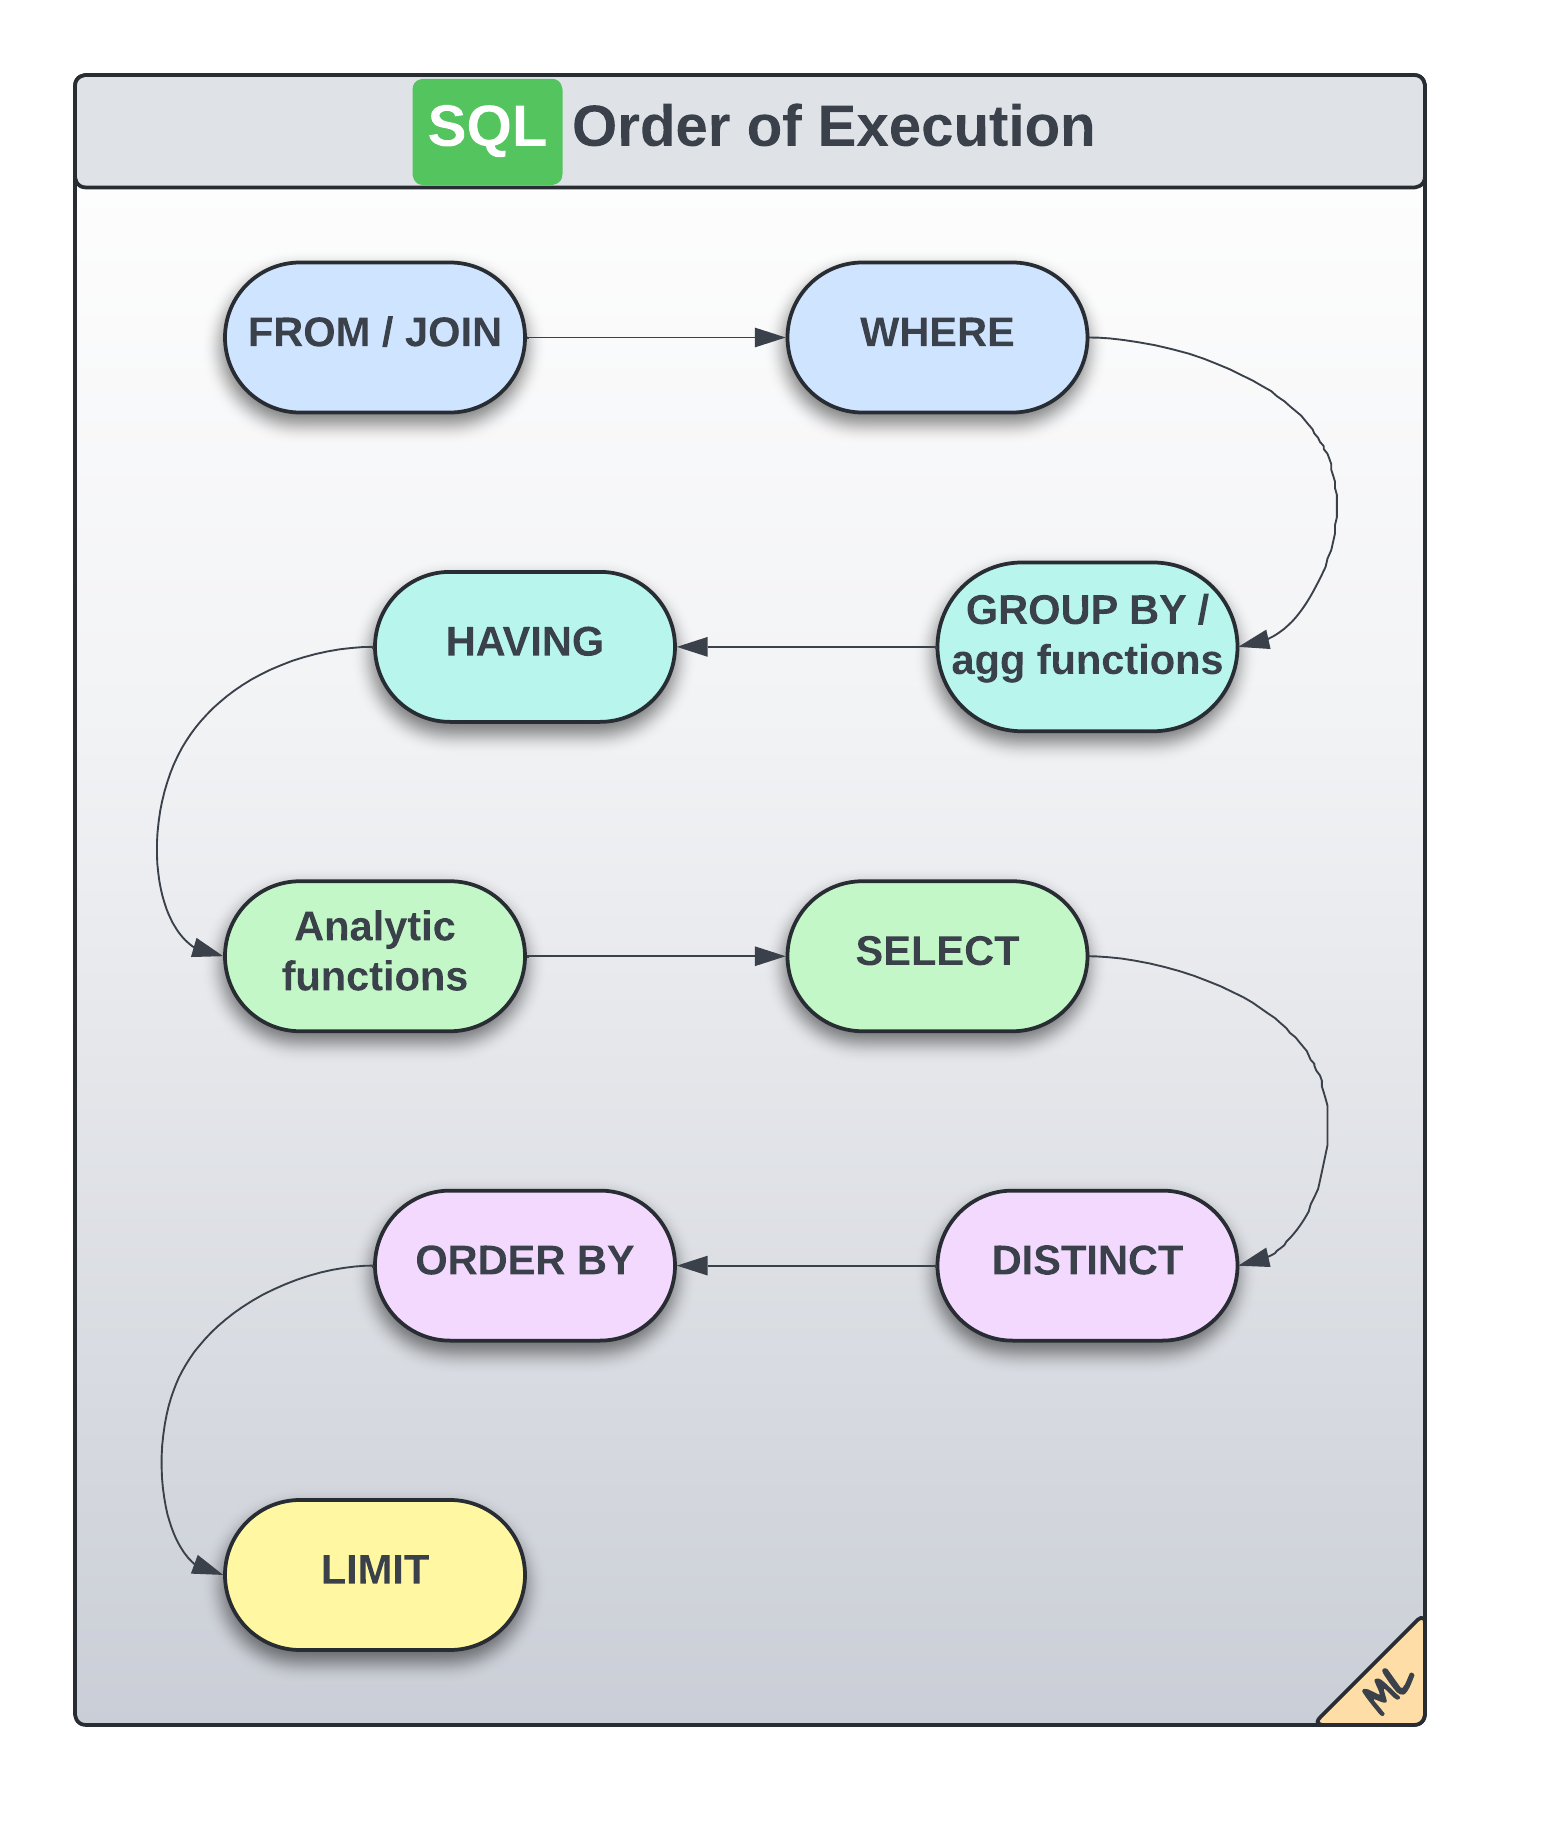 SQL Order of Execution
FROM / JOIN
WHERE
GROUP BY /
agg functions
HAVING
Analytic
functions
SELECT
DISTINCT
ORDER BY
LIMIT
ML